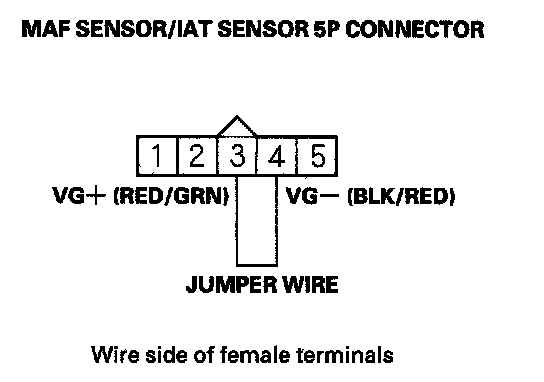 MAF SENSOR/IAT SENSOR 5P CONNECTOR
1 2 3 4 5
VG+ (RED/GRN) VG− (BLK/RED)
JUMPER WIRE
Wire side of female terminals